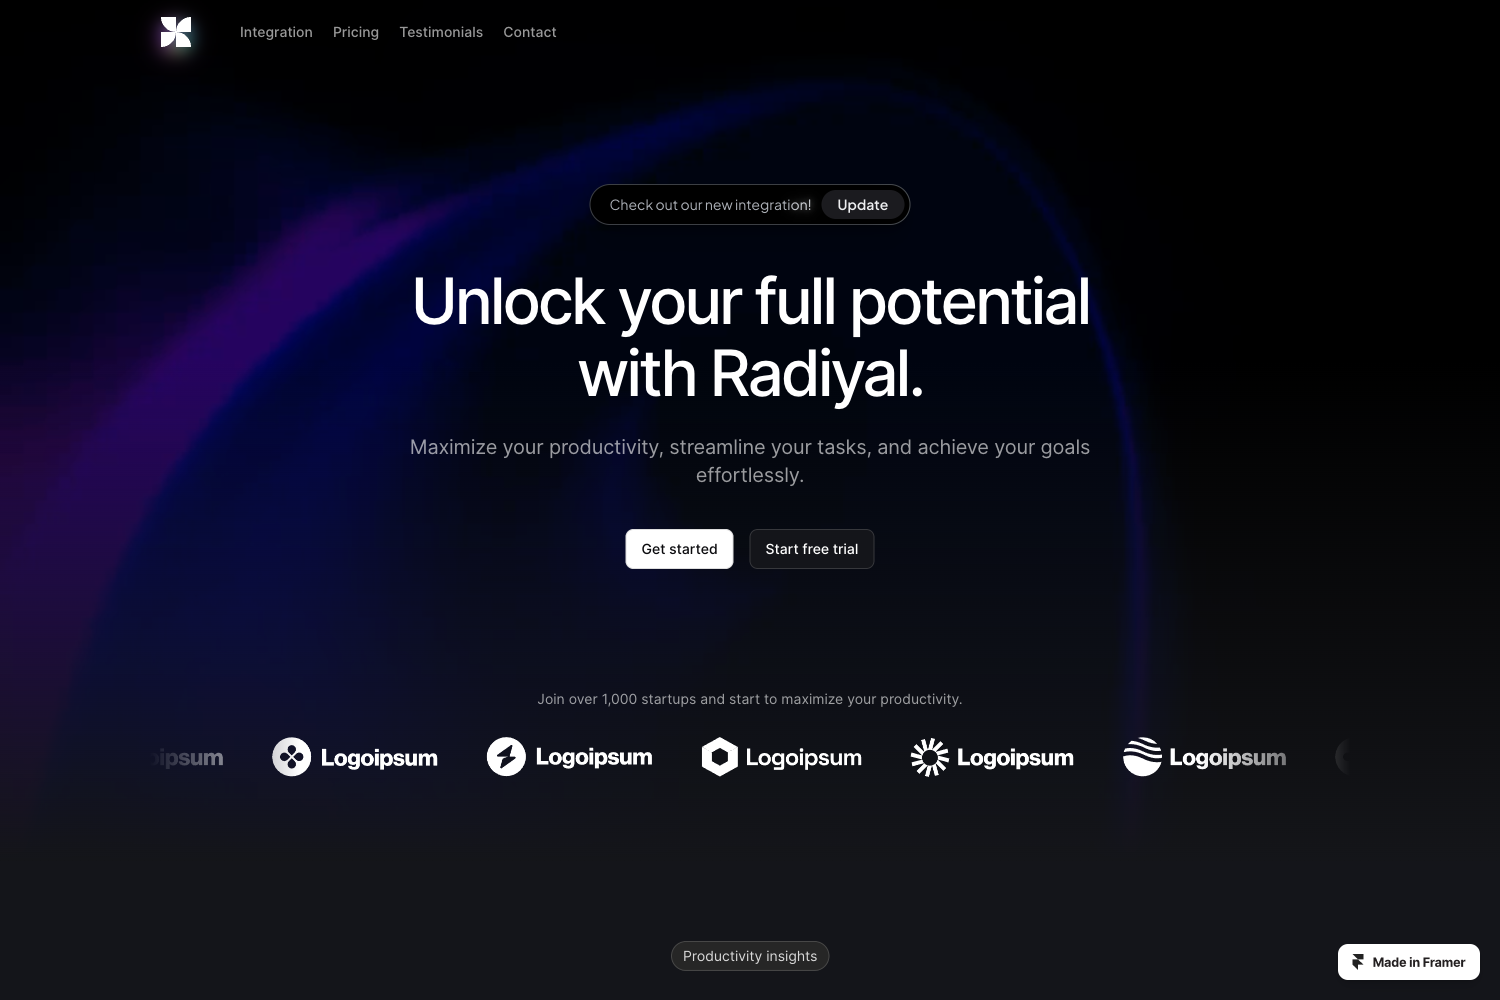 Integration
Pricing
Testimonials
Contact
Check out our new integration!
Update
Unlock your full potential
with Radiyal.
Maximize your productivity, streamline your tasks, and achieve your goals
effortlessly.
Get started
Start free trial
Join over 1,000 startups and start to maximize your productivity.
ipsum
Logoipsum
Logoipsum
Logoipsum
Logoipsum
Logoipsum
Productivity insights
Made in Framer